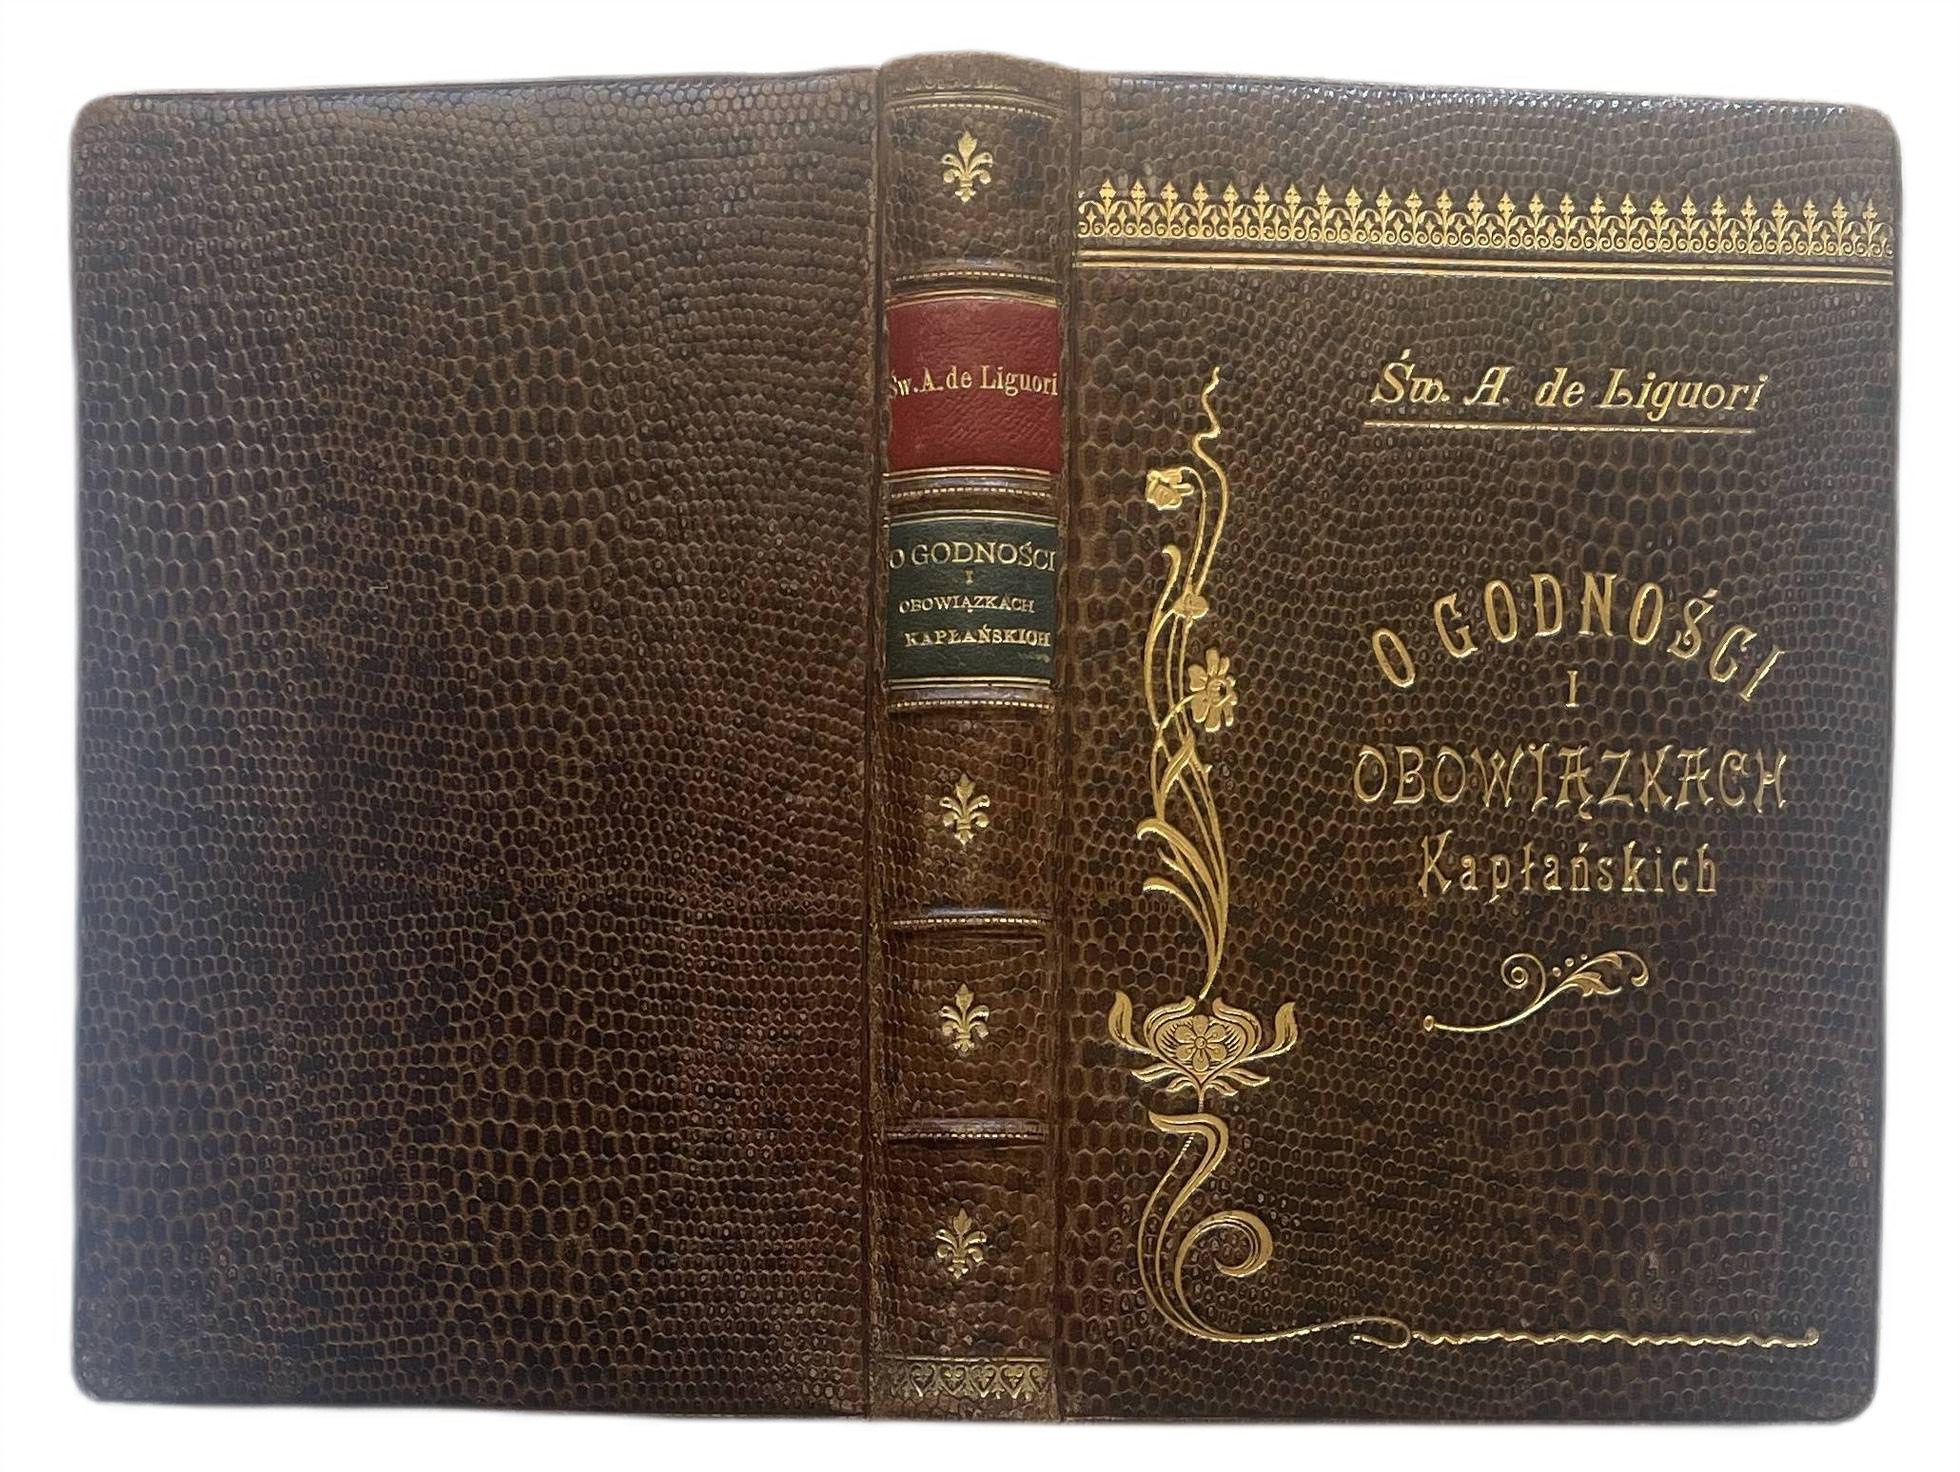 Św. A. de Liguori
O GODNOŚCI
I
OBOWIĄZKACH
KAPŁAŃSKICH
Św. A. de Liguori
O GODNOŚCI
I
OBOWIĄZKACH
Kapłańskich